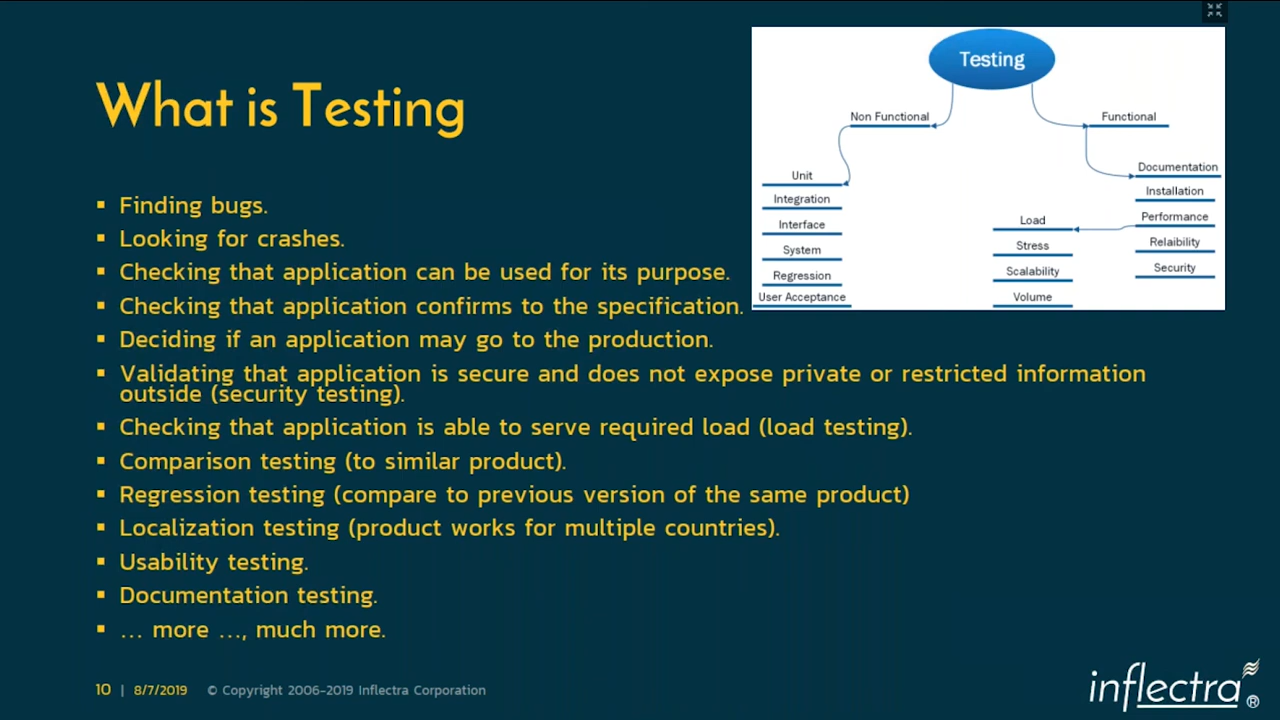 What is Testing
▪ Finding bugs.
▪ Looking for crashes.
▪ Checking that application can be used for its purpose.
▪ Checking that application confirms to the specification.
▪ Deciding if an application may go to the production.
▪ Validating that application is secure and does not expose private or restricted information
outside (security testing).
▪ Checking that application is able to serve required load (load testing).
▪ Comparison testing (to similar product).
▪ Regression testing (compare to previous version of the same product)
▪ Localization testing (product works for multiple countries).
▪ Usability testing.
▪ Documentation testing.
▪ … more …, much more.
Testing
Non Functional
Unit
Integration
Interface
System
Regression
User Acceptance
Functional
Documentation
Installation
Performance
Relaibility
Security
Load
Stress
Scalability
Volume
10 | 8/7/2019 © Copyright 2006-2019 Inflectra Corporation
inflectra®